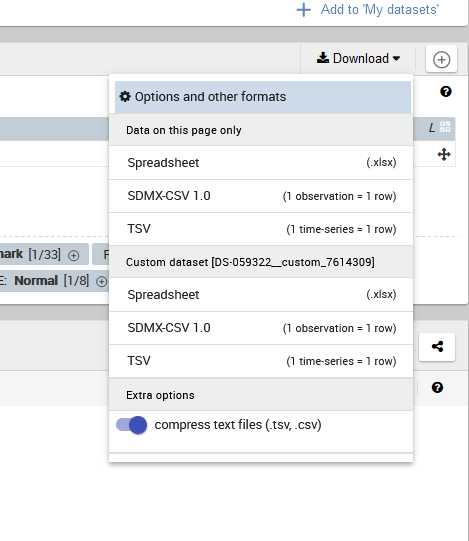 Add to 'My datasets'
Download
Options and other formats
Data on this page only
L
Spreadsheet (.xlsx)
SDMX-CSV 1.0 (1 observation = 1 row)
TSV (1 time-series = 1 row)
mark [1/33] F
Custom dataset [DS-059322__custom_7614309]
E: Normal [1/8]
Spreadsheet (.xlsx)
SDMX-CSV 1.0 (1 observation = 1 row)
TSV (1 time-series = 1 row)
Extra options
compress text files (.tsv, .csv)